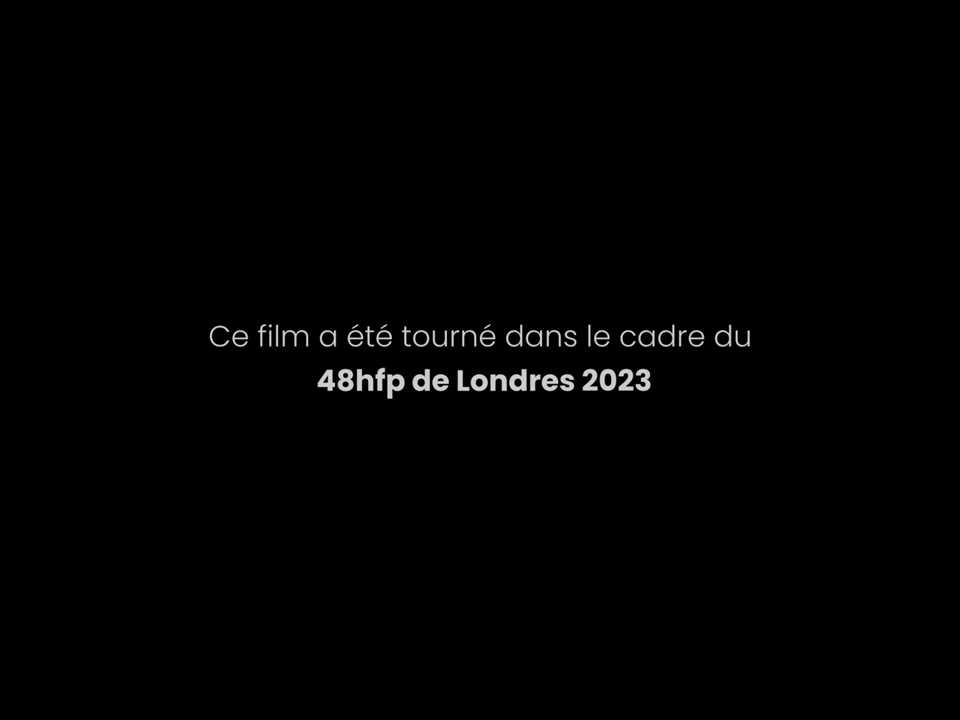 Ce film a été tourné dans le cadre du
48hfp de Londres 2023